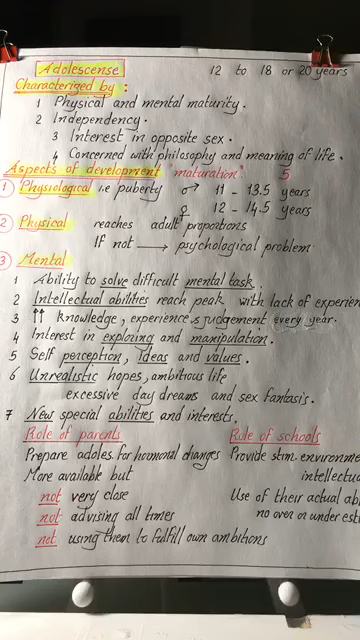 Adolescense 12 to 18 or 20 years
Characterized by :
1 Physical and mental maturity.
2 Independency.
3 Interest in opposite sex.
4 Concerned with philosophy and meaning of life.
Aspects of development "maturation" 5
1 Physiological i.e puberty ♂ 11 - 13.5 years
♀ 12 - 14.5 years
2 Physical reaches adult proportions
If not → psychological problem
3 Mental
1 Ability to solve difficult mental task.
2 Intellectual abilities reach peak with lack of experien
3 ↑↑ knowledge, experience & judgement every year.
4 Interest in exploring and manipulation.
5 Self perception, Ideas and values.
6 Unrealistic hopes, ambitious life
excessive day dreams and sex fantasis.
7 New special abilities and interests.
Role of parents
Prepare adoles. for hormonal changes
More available but
not very close
not advising all times
not using them to fulfill own ambitions
Role of schools
Provide stim. environme
intellectua
Use of their actual abi
no over or under esti